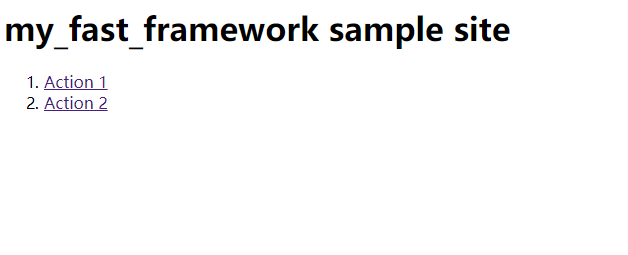 my_fast_framework sample site
1. Action 1
2. Action 2